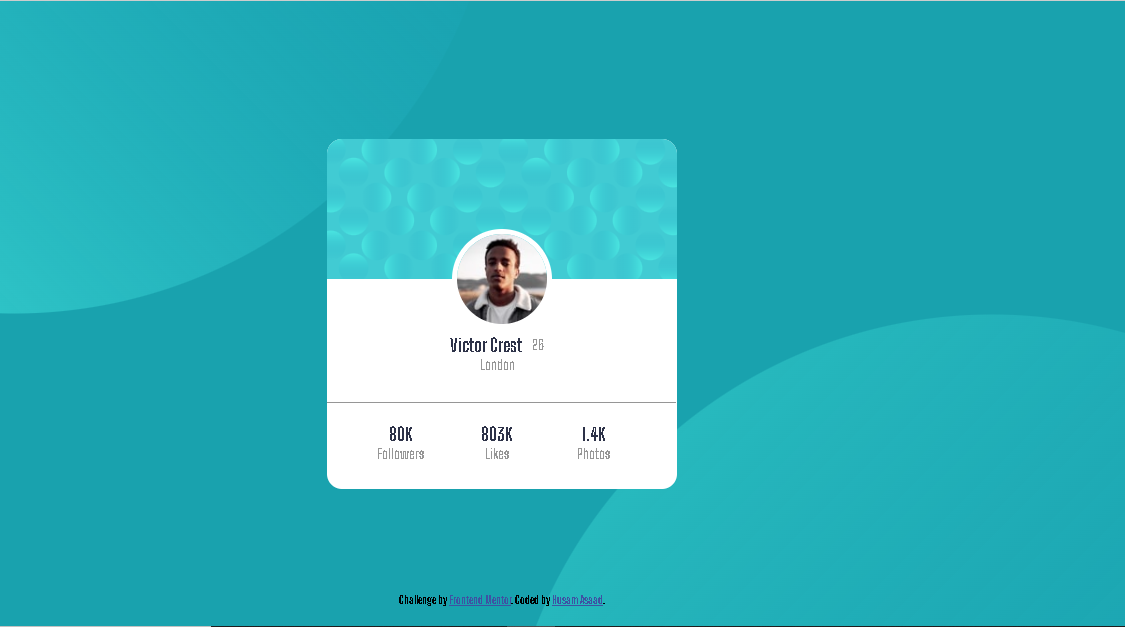 Victor Crest 26
London
80K 803K 1.4K
Followers Likes Photos
Challenge by Frontend Mentor. Coded by Husam Asaad.